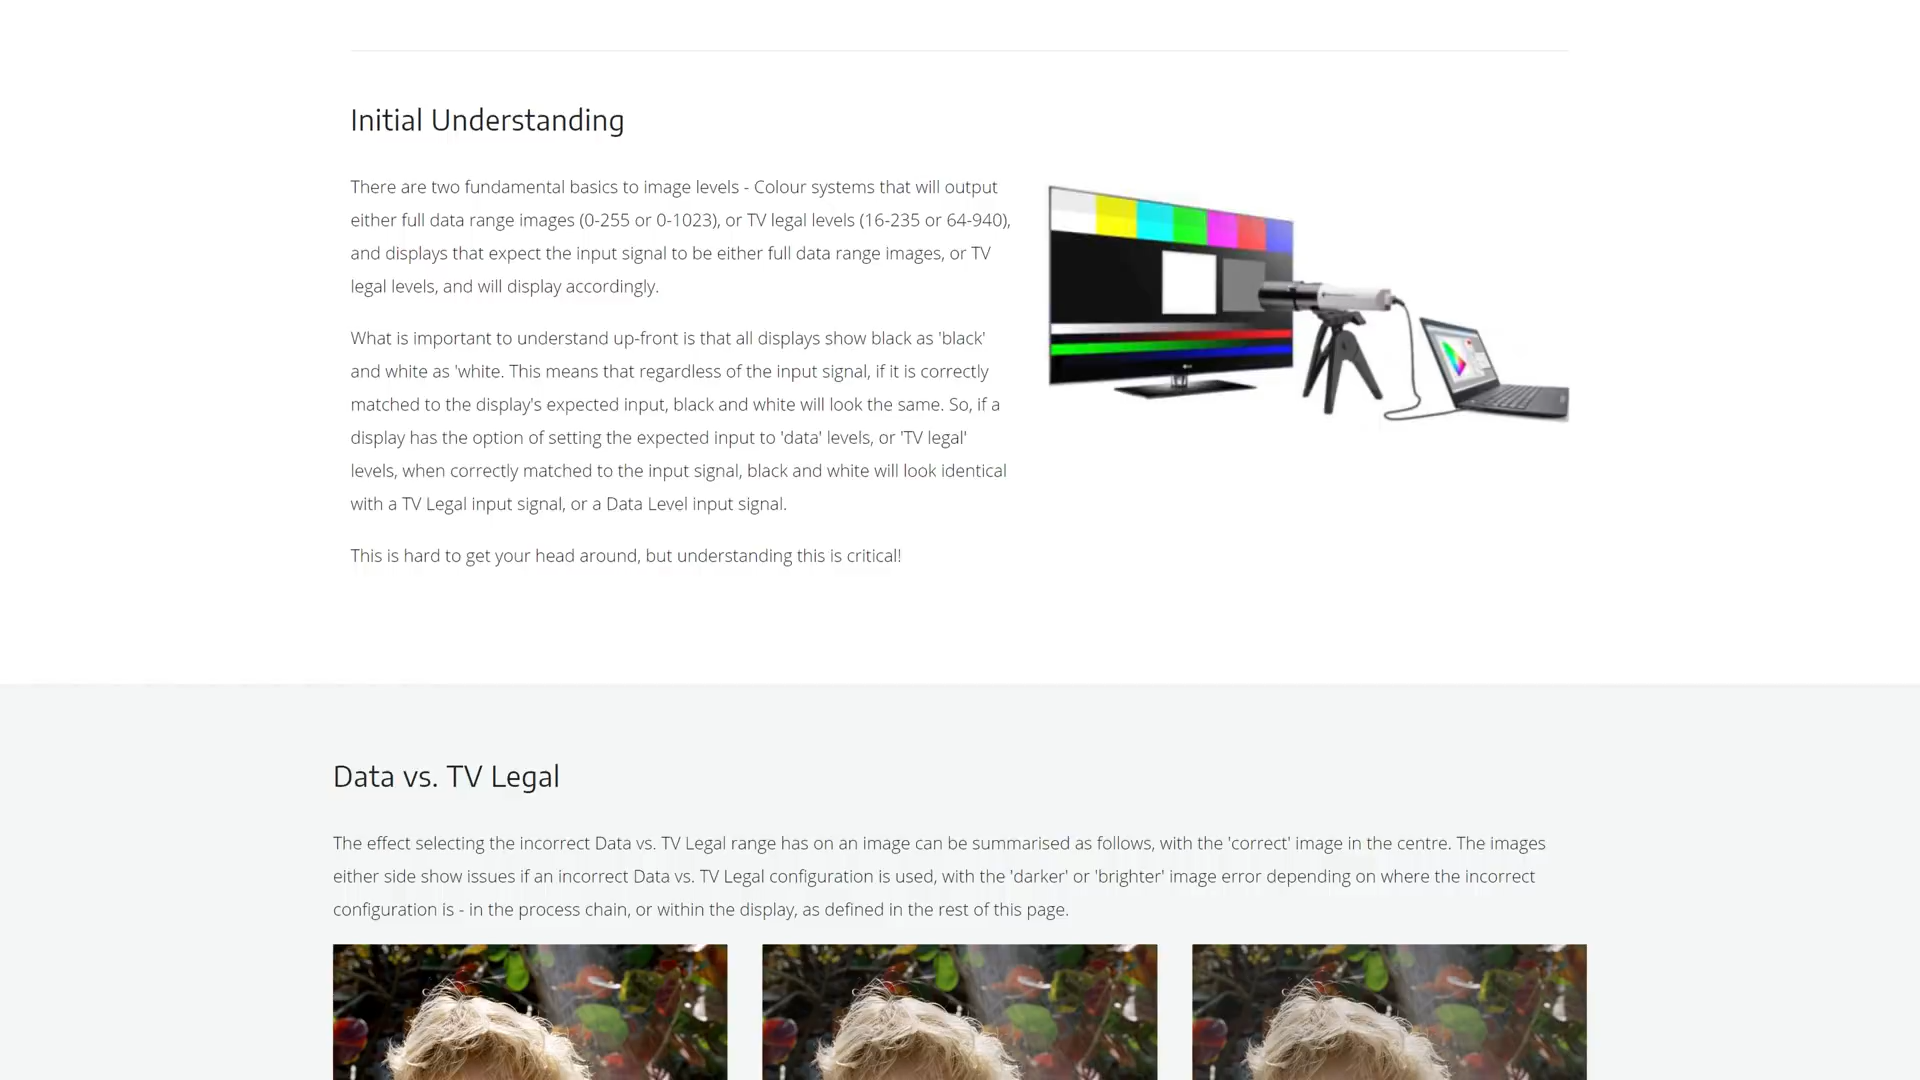 Initial Understanding
There are two fundamental basics to image levels - Colour systems that will output
either full data range images (0-255 or 0-1023), or TV legal levels (16-235 or 64-940),
and displays that expect the input signal to be either full data range images, or TV
legal levels, and will display accordingly.
What is important to understand up-front is that all displays show black as 'black'
and white as 'white. This means that regardless of the input signal, if it is correctly
matched to the display's expected input, black and white will look the same. So, if a
display has the option of setting the expected input to 'data' levels, or 'TV legal'
levels, when correctly matched to the input signal, black and white will look identical
with a TV Legal input signal, or a Data Level input signal.
This is hard to get your head around, but understanding this is critical!
Data vs. TV Legal
The effect selecting the incorrect Data vs. TV Legal range has on an image can be summarised as follows, with the 'correct' image in the centre. The images
either side show issues if an incorrect Data vs. TV Legal configuration is used, with the 'darker' or 'brighter' image error depending on where the incorrect
configuration is - in the process chain, or within the display, as defined in the rest of this page.